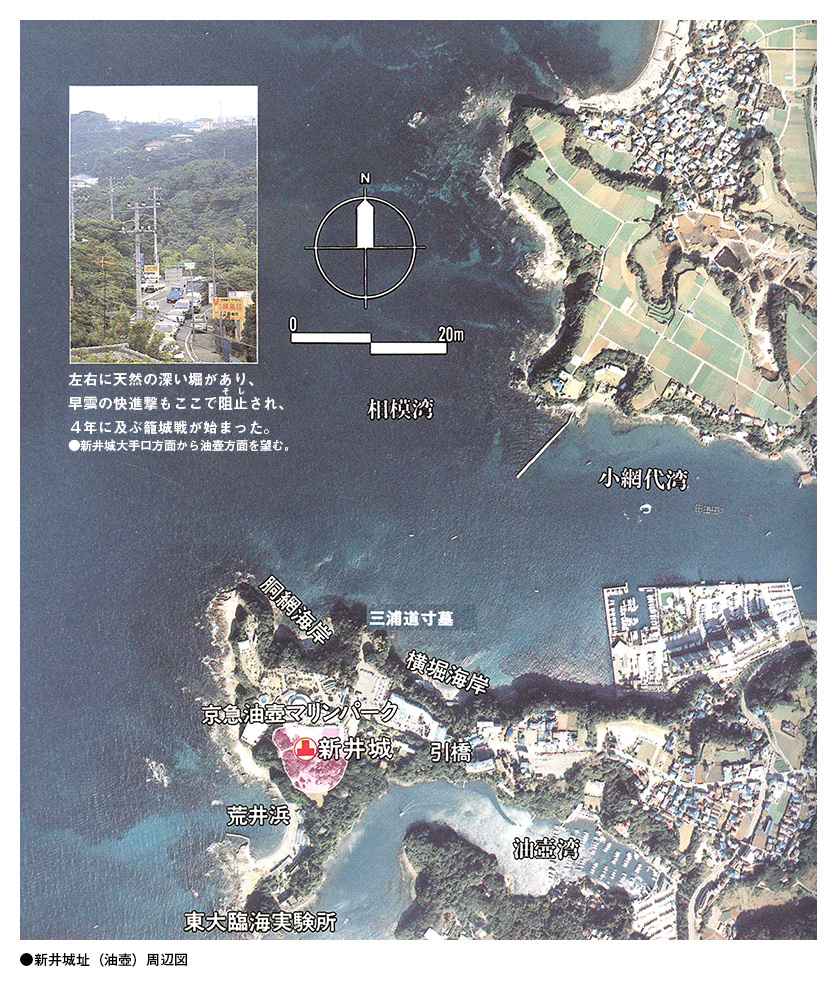 N
0 20m
左右に天然の深い堀があり、
早雲の快進撃もここで阻止され、
そし
４年に及ぶ籠城戦が始まった。
●新井城大手口方面から油壺方面を望む。
相模湾
小網代湾
胴網海岸
三浦道寸墓
横堀海岸
京急油壺マリンパーク
新井城
引橋
荒井浜
油壺湾
東大臨海実験所
●新井城址（油壺）周辺図